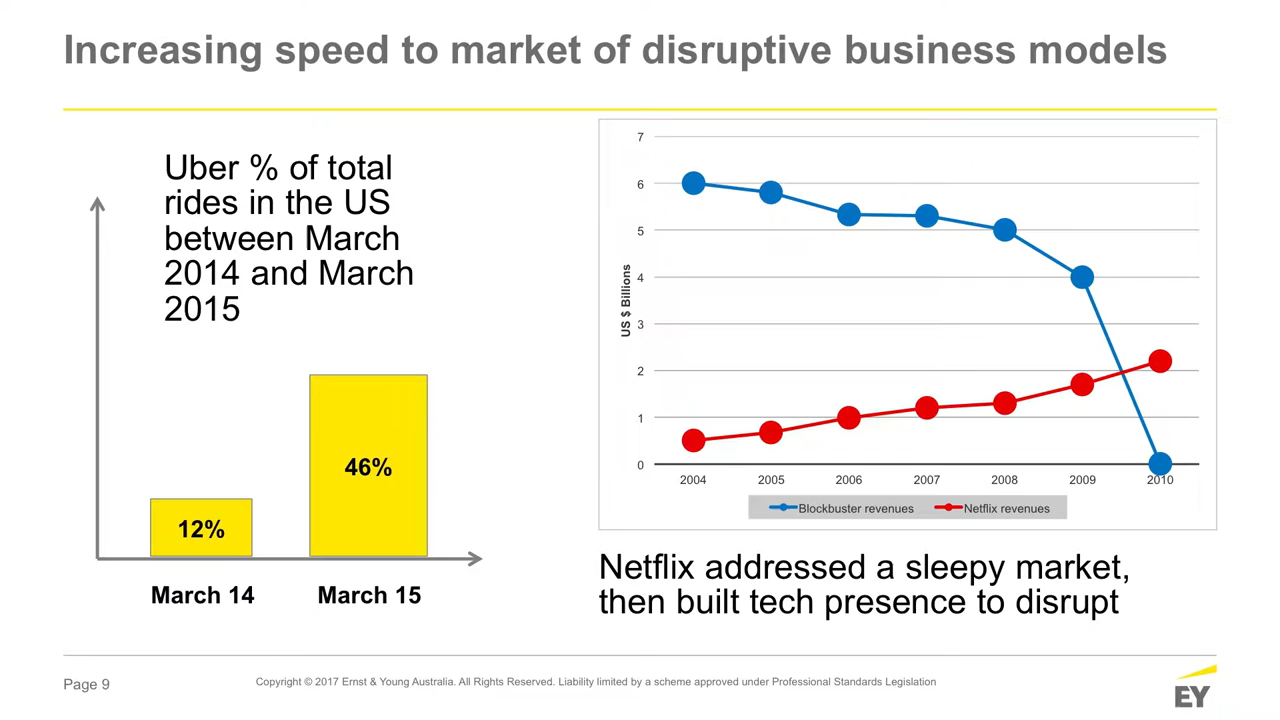 Increasing speed to market of disruptive business models
Uber % of total
rides in the US
between March
2014 and March
2015
12%
46%
March 14
March 15
US $ Billions
7
6
5
4
3
2
1
0
2004 2005 2006 2007 2008 2009 2010
Blockbuster revenues Netflix revenues
Netflix addressed a sleepy market,
then built tech presence to disrupt
Page 9
Copyright © 2017 Ernst & Young Australia. All Rights Reserved. Liability limited by a scheme approved under Professional Standards Legislation
EY